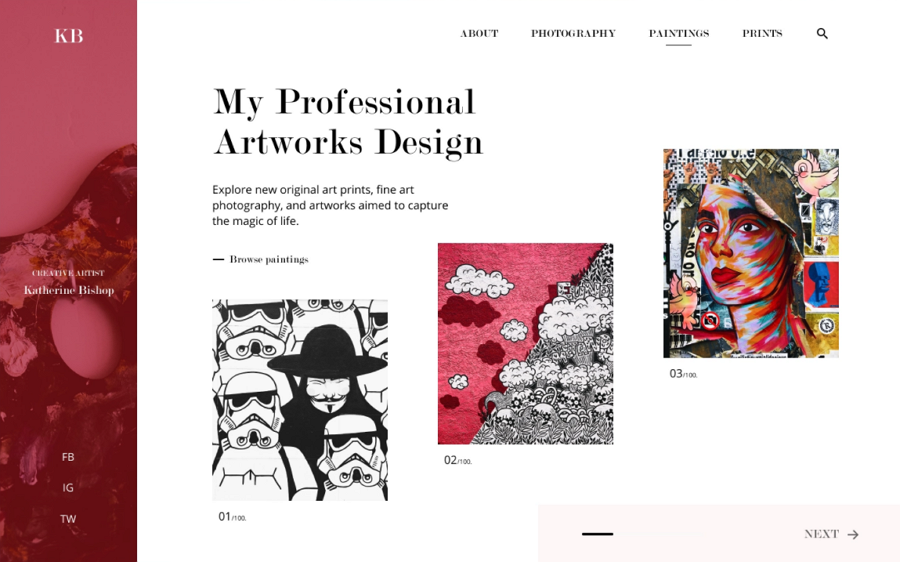 KB
ABOUT
PHOTOGRAPHY
PAINTINGS
PRINTS
My Professional
Artworks Design
Explore new original art prints, fine art
photography, and artworks aimed to capture
the magic of life.
Browse paintings
CREATIVE ARTIST
Katherine Bishop
FB
IG
TW
01/100.
02/100.
03/100.
NEXT